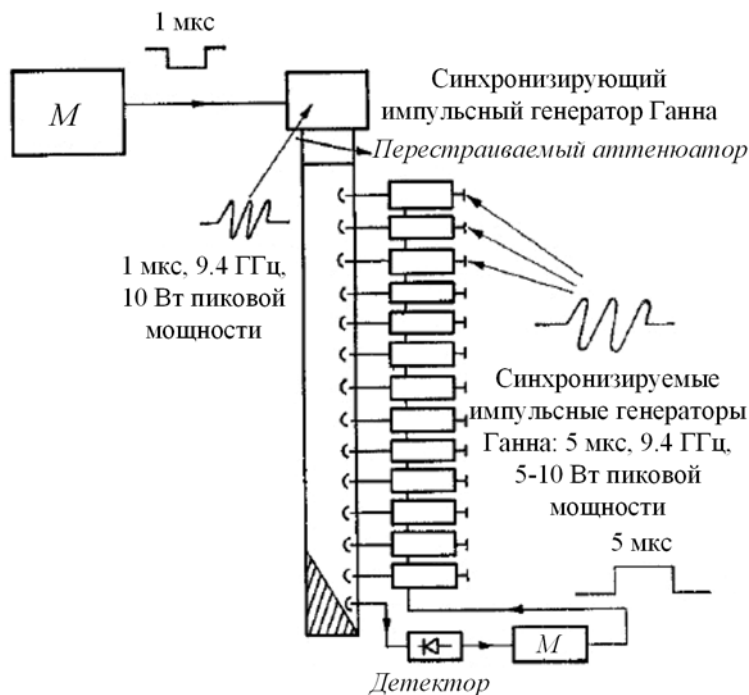 1 мкс
М
Синхронизирующий
импульсный генератор Ганна
Перестраиваемый аттенюатор
1 мкс, 9.4 ГГц,
10 Вт пиковой
мощности
Синхронизируемые
импульсные генераторы
Ганна: 5 мкс, 9.4 ГГц,
5-10 Вт пиковой
мощности
5 мкс
М
Детектор